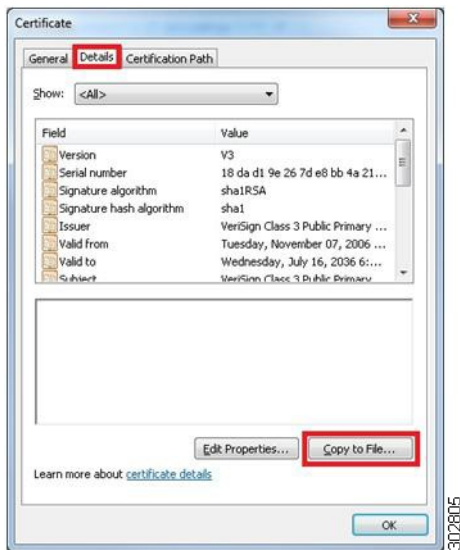 Certificate
General Details Certification Path
Show: <All>
Field Value
Version V3
Serial number 18 da d1 9e 26 7d e8 bb 4a 21...
Signature algorithm sha1RSA
Signature hash algorithm sha1
Issuer VeriSign Class 3 Public Primary ...
Valid from Tuesday, November 07, 2006 ...
Valid to Wednesday, July 16, 2036 6:...
Subject VeriSign Class 3 Public Primary
Edit Properties... Copy to File...
Learn more about certificate details
OK
302805